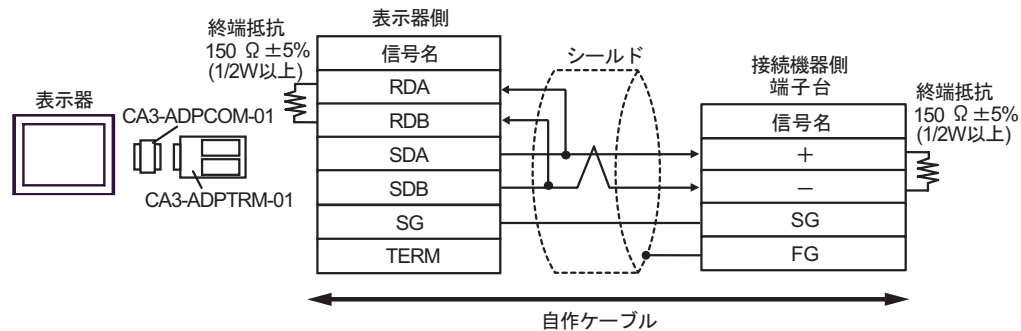 表示器
CA3-ADPCOM-01
CA3-ADPTRM-01
終端抵抗
150 Ω ±5%
(1/2W以上)
表示器側
信号名
RDA
RDB
SDA
SDB
SG
TERM
シールド
接続機器側
端子台
信号名
+
−
SG
FG
終端抵抗
150 Ω ±5%
(1/2W以上)
自作ケーブル